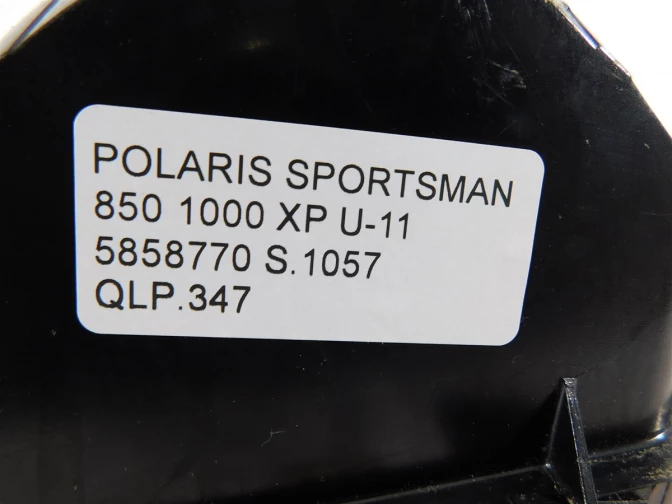 POLARIS SPORTSMAN
850 1000 XP U-11
5858770 S.1057
QLP.347